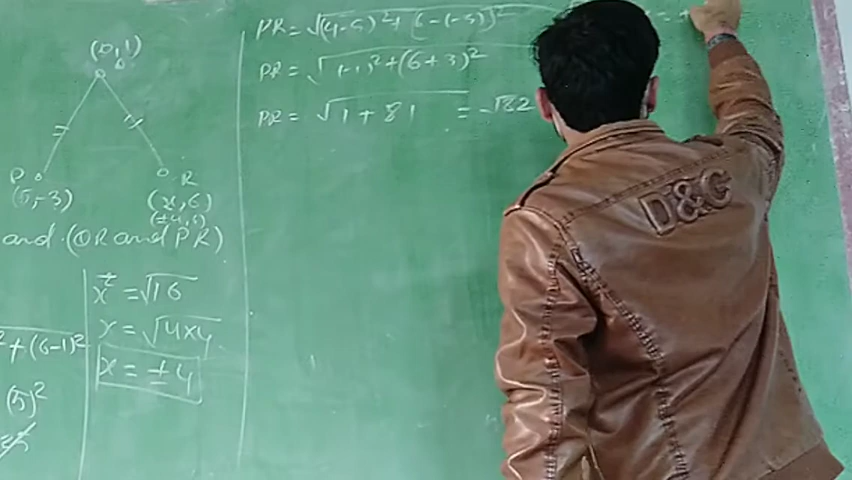 (0,1)
Q
P
(5,-3)
R
(x,6)
(±4,6)
and (QR and PR)
x² = √16
x = √4×4
x = ±4
² + (6-1)²
(5)²
PR = √(4-5)² + [6-(-3)]²
PR = √(-1)² + (6+3)²
PR = √1 + 81 = √82
D&G